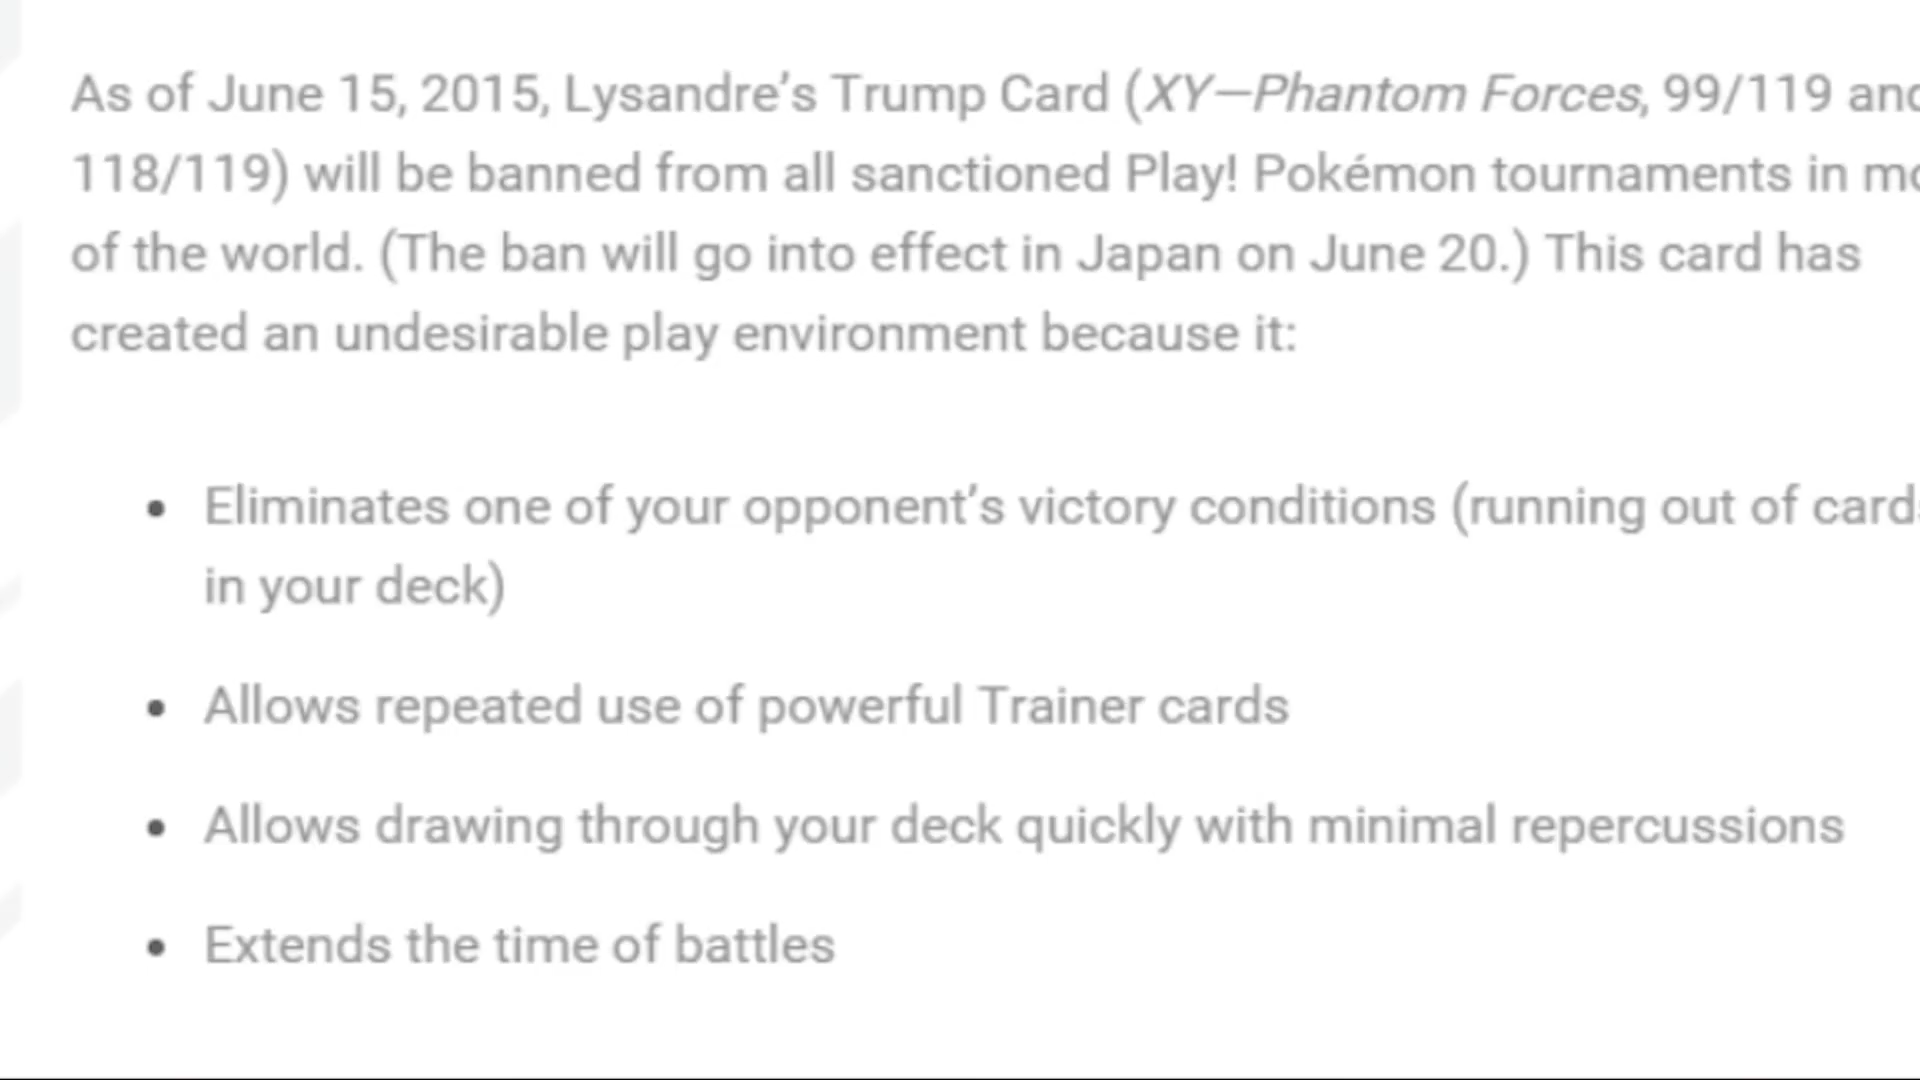 As of June 15, 2015, Lysandre’s Trump Card (XY—Phantom Forces, 99/119 and
118/119) will be banned from all sanctioned Play! Pokémon tournaments in
of the world. (The ban will go into effect in Japan on June 20.) This card has
created an undesirable play environment because it:
• Eliminates one of your opponent’s victory conditions (running out of cards
in your deck)
• Allows repeated use of powerful Trainer cards
• Allows drawing through your deck quickly with minimal repercussions
• Extends the time of battles